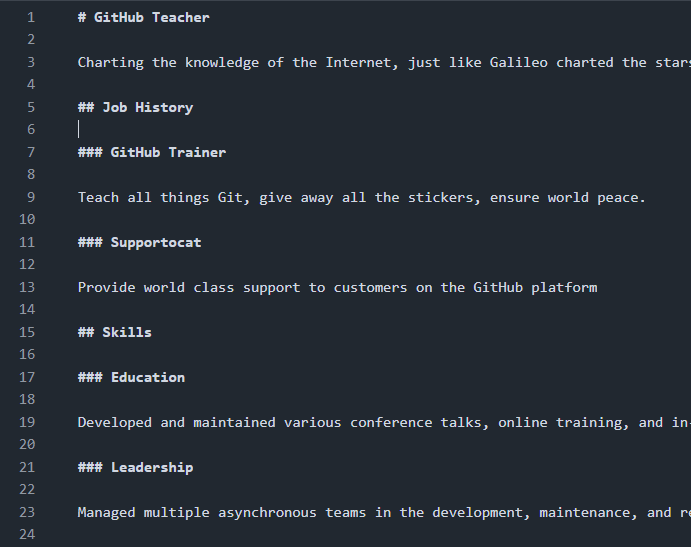 1 # GitHub Teacher
2
3 Charting the knowledge of the Internet, just like Galileo charted the stars
4
5 ## Job History
6
7 ### GitHub Trainer
8
9 Teach all things Git, give away all the stickers, ensure world peace.
10
11 ### Supportocat
12
13 Provide world class support to customers on the GitHub platform
14
15 ## Skills
16
17 ### Education
18
19 Developed and maintained various conference talks, online training, and in-
20
21 ### Leadership
22
23 Managed multiple asynchronous teams in the development, maintenance, and re
24